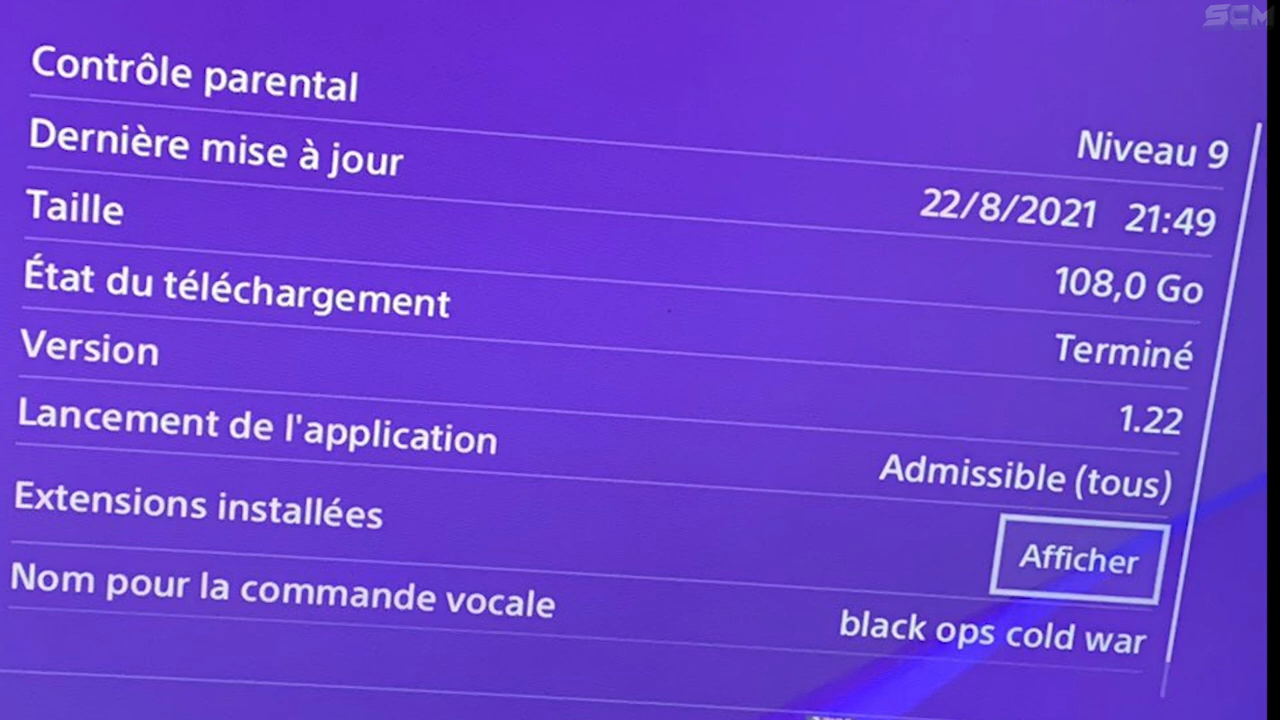 SCM
Contrôle parental
Niveau 9
Dernière mise à jour
22/8/2021 21:49
Taille
108,0 Go
État du téléchargement
Terminé
Version
1.22
Lancement de l'application
Admissible (tous)
Extensions installées
Afficher
Nom pour la commande vocale
black ops cold war